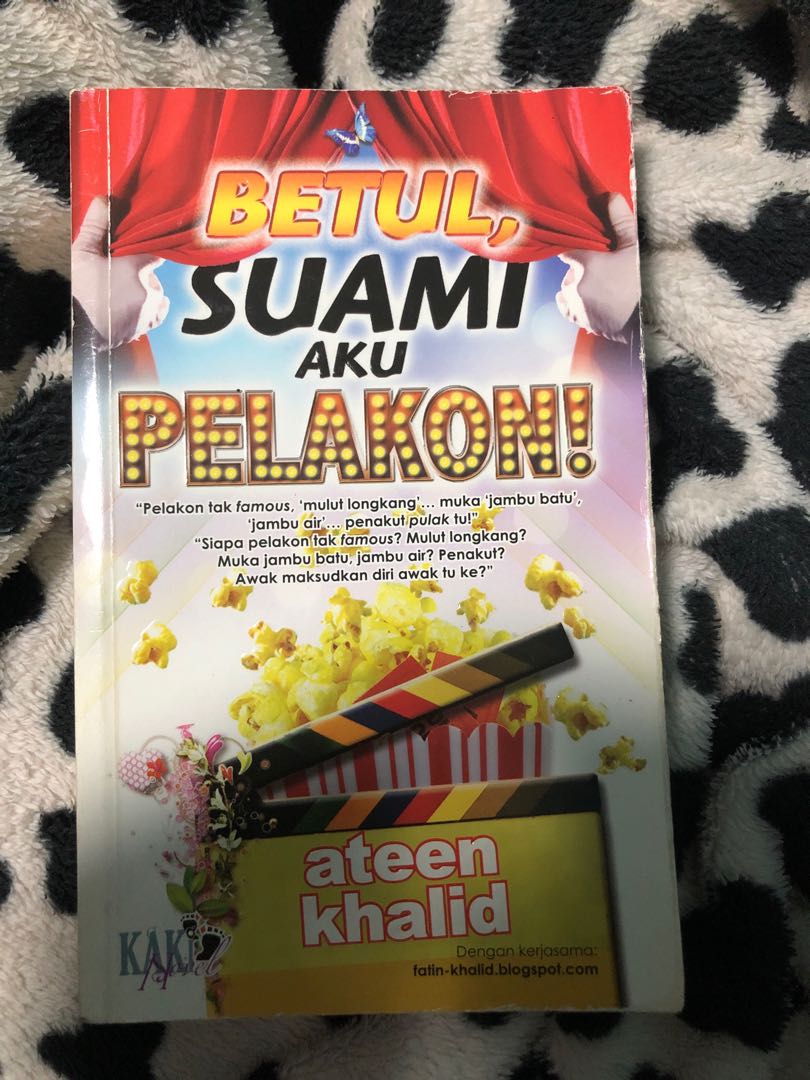 BETUL,
SUAMI
AKU
PELAKON!
“Pelakon tak famous, ‘mulut longkang’... muka ‘jambu batu’,
‘jambu air’... penakut pulak tu!”
“Siapa pelakon tak famous? Mulut longkang?
Muka jambu batu, jambu air? Penakut?
Awak maksudkan diri awak tu ke?”
ateen
khalid
Dengan kerjasama:
fatin-khalid.blogspot.com
KAKI
Novel